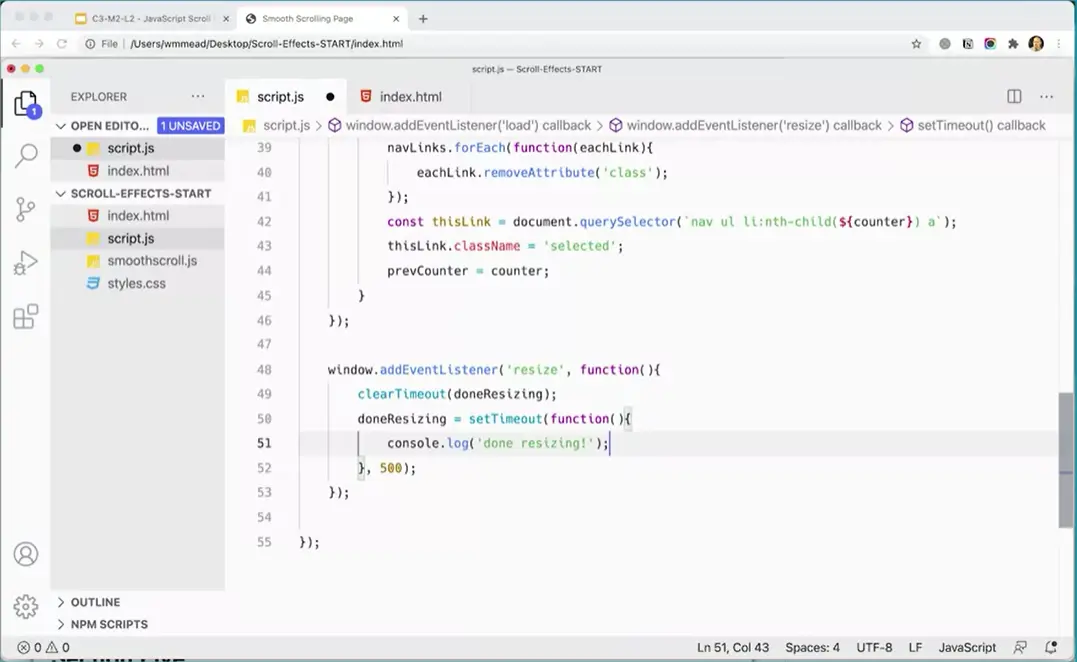 C3-M2-L2 - JavaScript Scroll
Smooth Scrolling Page
File /Users/wmmead/Desktop/Scroll-Effects-START/index.html
script.js — Scroll-Effects-START
EXPLORER
1
OPEN EDITO... 1 UNSAVED
script.js
index.html
SCROLL-EFFECTS-START
index.html
script.js
smoothscroll.js
styles.css
OUTLINE
NPM SCRIPTS
script.js
index.html
script.js > window.addEventListener('load') callback > window.addEventListener('resize') callback > setTimeout() callback
39 navLinks.forEach(function(eachLink){
40 eachLink.removeAttribute('class');
41 });
42 const thisLink = document.querySelector(`nav ul li:nth-child(${counter}) a`);
43 thisLink.className = 'selected';
44 prevCounter = counter;
45 }
46 });
47
48 window.addEventListener('resize', function(){
49 clearTimeout(doneResizing);
50 doneResizing = setTimeout(function(){
51 console.log('done resizing!');
52 }, 500);
53 });
54
55 });
0 0
Ln 51, Col 43 Spaces: 4 UTF-8 LF JavaScript